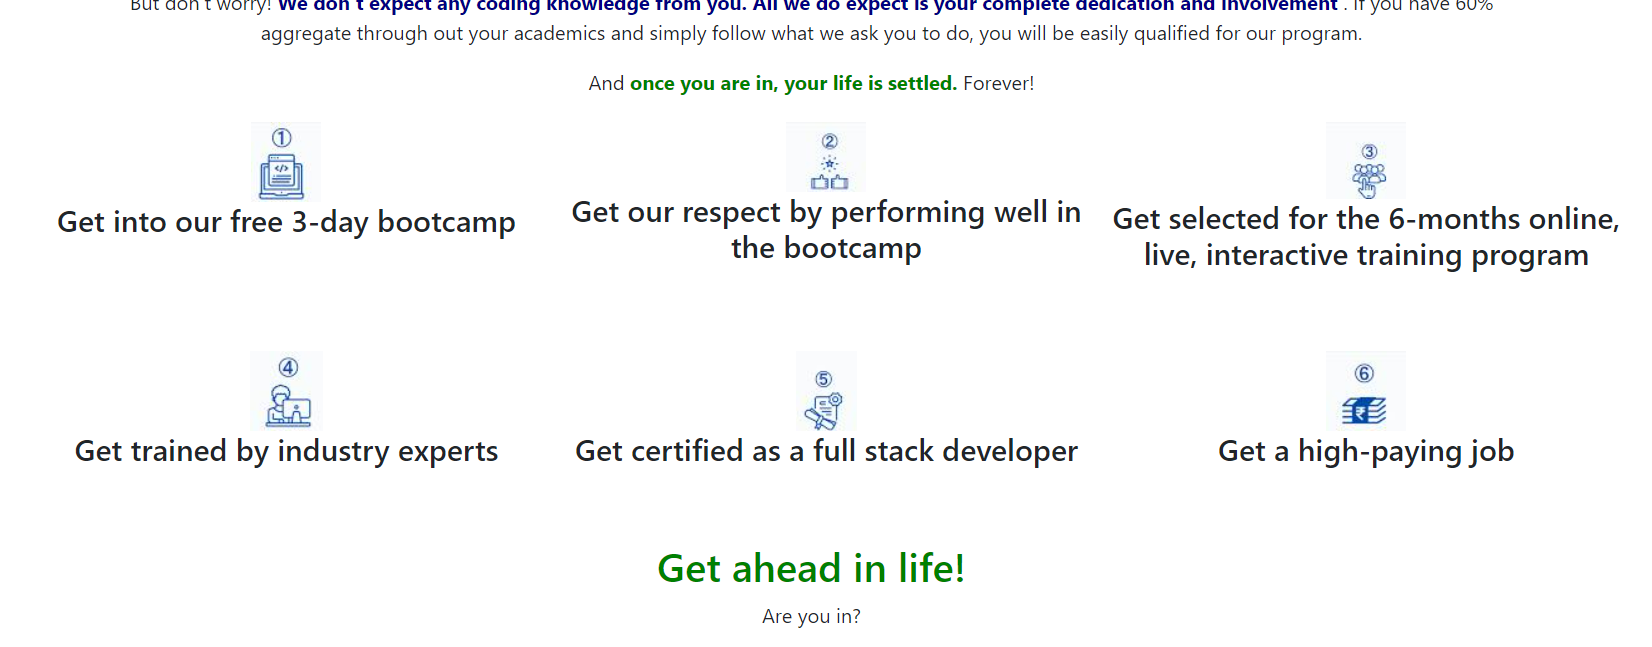 But don't worry! We don't expect any coding knowledge from you. All we do expect is your complete dedication and involvement . If you have 60%
aggregate through out your academics and simply follow what we ask you to do, you will be easily qualified for our program.
And once you are in, your life is settled. Forever!
①
Get into our free 3-day bootcamp
②
Get our respect by performing well in
the bootcamp
③
Get selected for the 6-months online,
live, interactive training program
④
Get trained by industry experts
⑤
Get certified as a full stack developer
⑥
₹
Get a high-paying job
Get ahead in life!
Are you in?